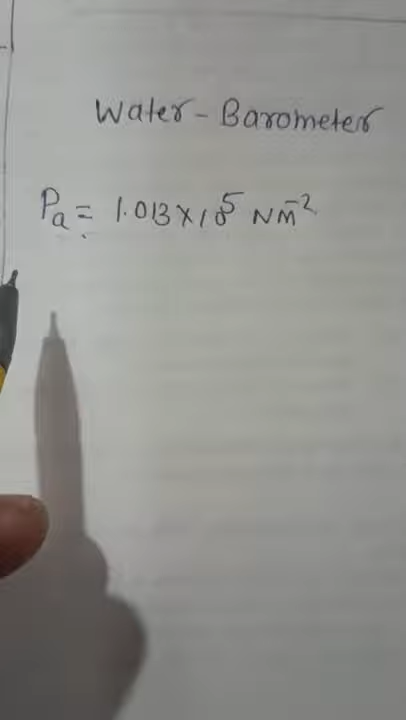 Water - Barometer
Pa = 1.013 × 10⁵ Nm⁻²